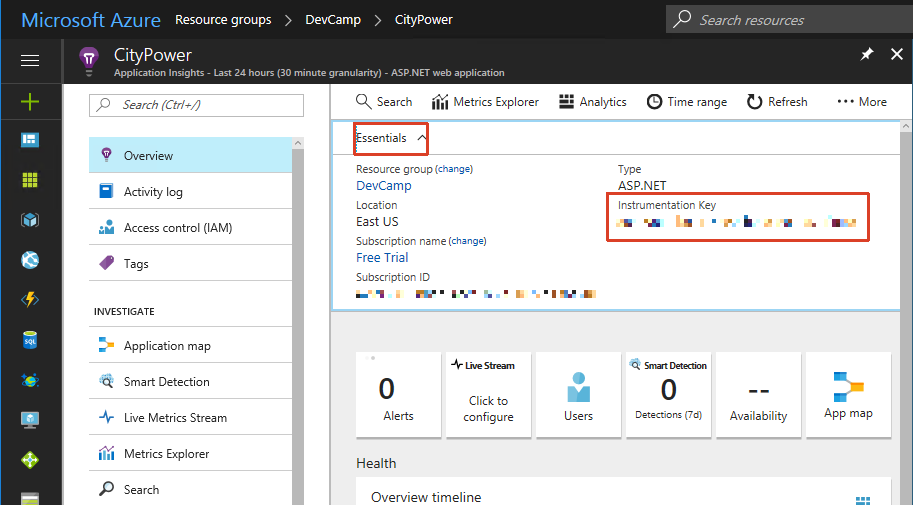 Microsoft Azure Resource groups > DevCamp > CityPower
Search resources
CityPower
Application Insights - Last 24 hours (30 minute granularity) - ASP.NET web application
Search (Ctrl+/)
Overview
Activity log
Access control (IAM)
Tags
INVESTIGATE
Application map
Smart Detection
Live Metrics Stream
Metrics Explorer
Search
Search Metrics Explorer Analytics Time range Refresh ... More
Essentials
Resource group (change)
DevCamp
Location
East US
Subscription name (change)
Free Trial
Subscription ID
Type
ASP.NET
Instrumentation Key
0
Alerts
Live Stream
Click to
configure
Users
Smart Detection
0
Detections (7d)
--
Availability
App map
Health
Overview timeline
SQL